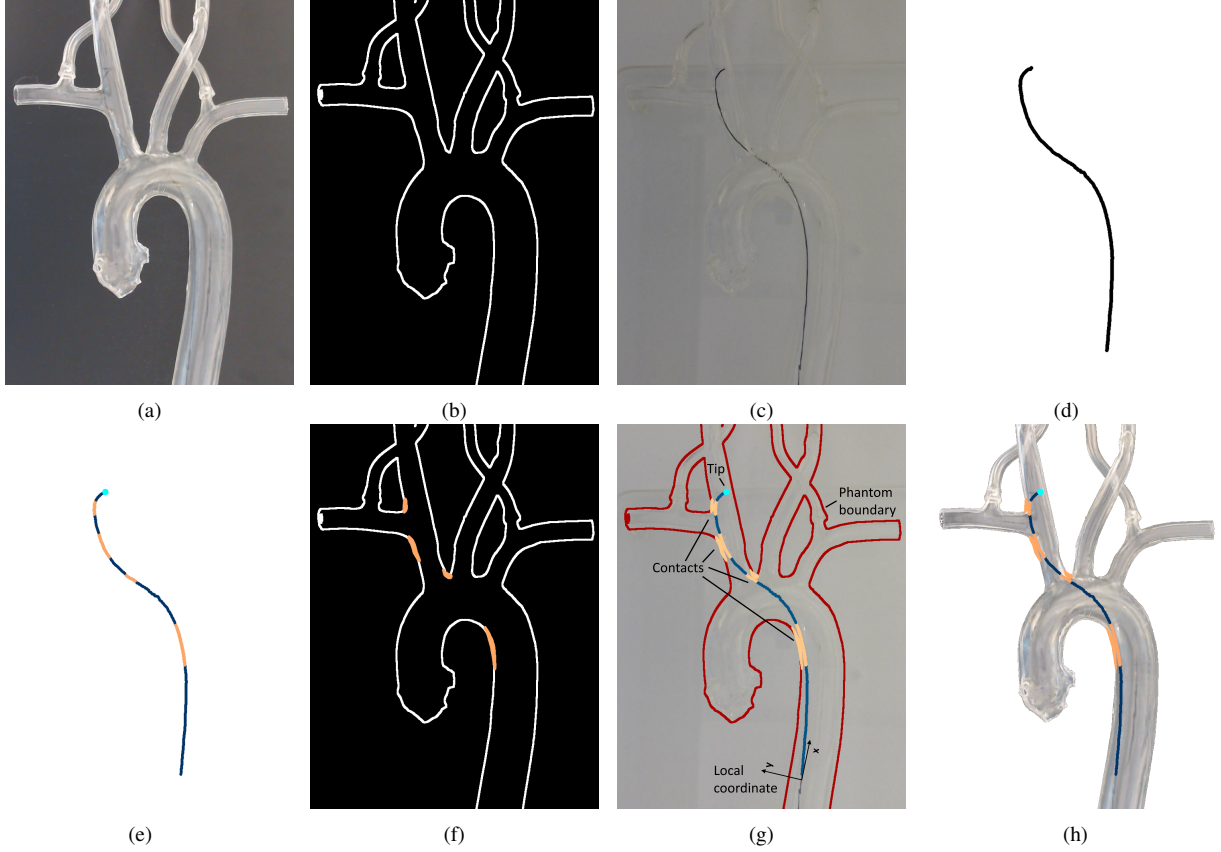 (a)
(b)
(c)
(d)
Tip
Phantom
boundary
Contacts
x
y
Local
coordinate
(e)
(f)
(g)
(h)